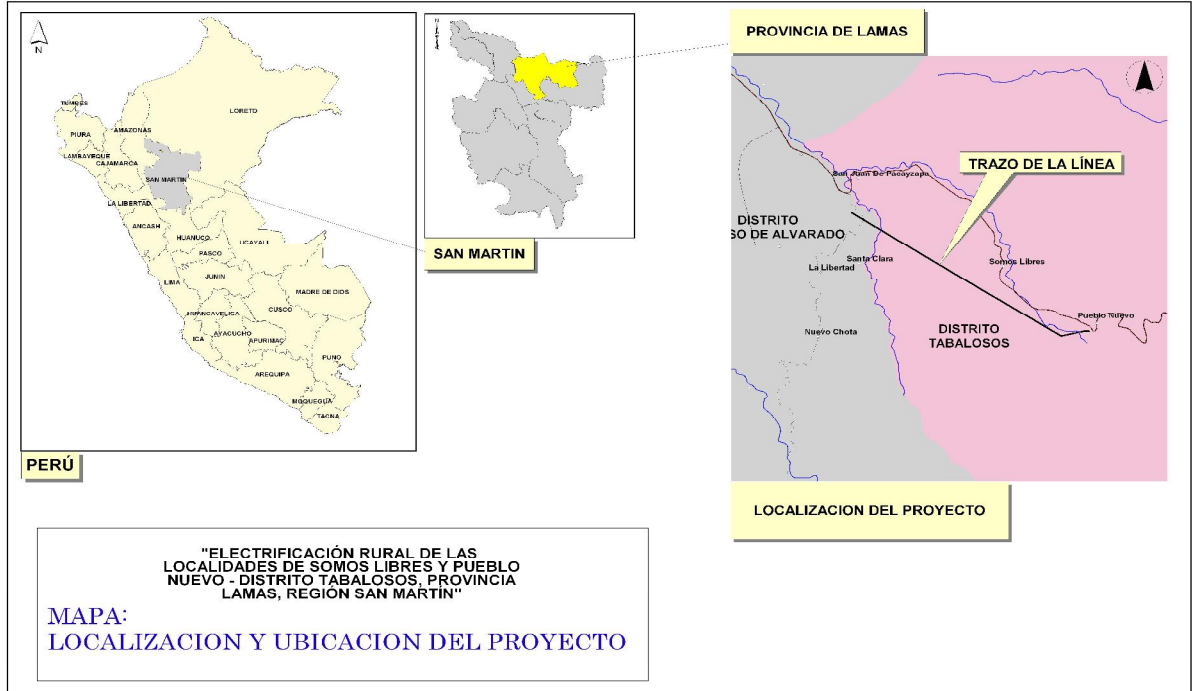 N
TUMBES
PIURA
LAMBAYEQUE
CAJAMARCA
AMAZONAS
LORETO
SAN MARTIN
LA LIBERTAD
ANCASH
HUANUCO
UCAYALI
PASCO
LIMA
JUNIN
MADRE DE DIOS
HUANCAVELICA
CUSCO
ICA
AYACUCHO
APURIMAC
PUNO
AREQUIPA
MOQUEGUA
TACNA
PERÚ
SAN MARTIN
PROVINCIA DE LAMAS
TRAZO DE LA LÍNEA
San Juan De Pacayzapa
DISTRITO
SO DE ALVARADO
Santa Clara
La Libertad
Somos Libres
Nuevo Chota
Pueblo Nuevo
DISTRITO
TABALOSOS
LOCALIZACION DEL PROYECTO
"ELECTRIFICACIÓN RURAL DE LAS
LOCALIDADES DE SOMOS LIBRES Y PUEBLO
NUEVO - DISTRITO TABALOSOS, PROVINCIA
LAMAS, REGIÓN SAN MARTÍN"
MAPA:
LOCALIZACION Y UBICACION DEL PROYECTO